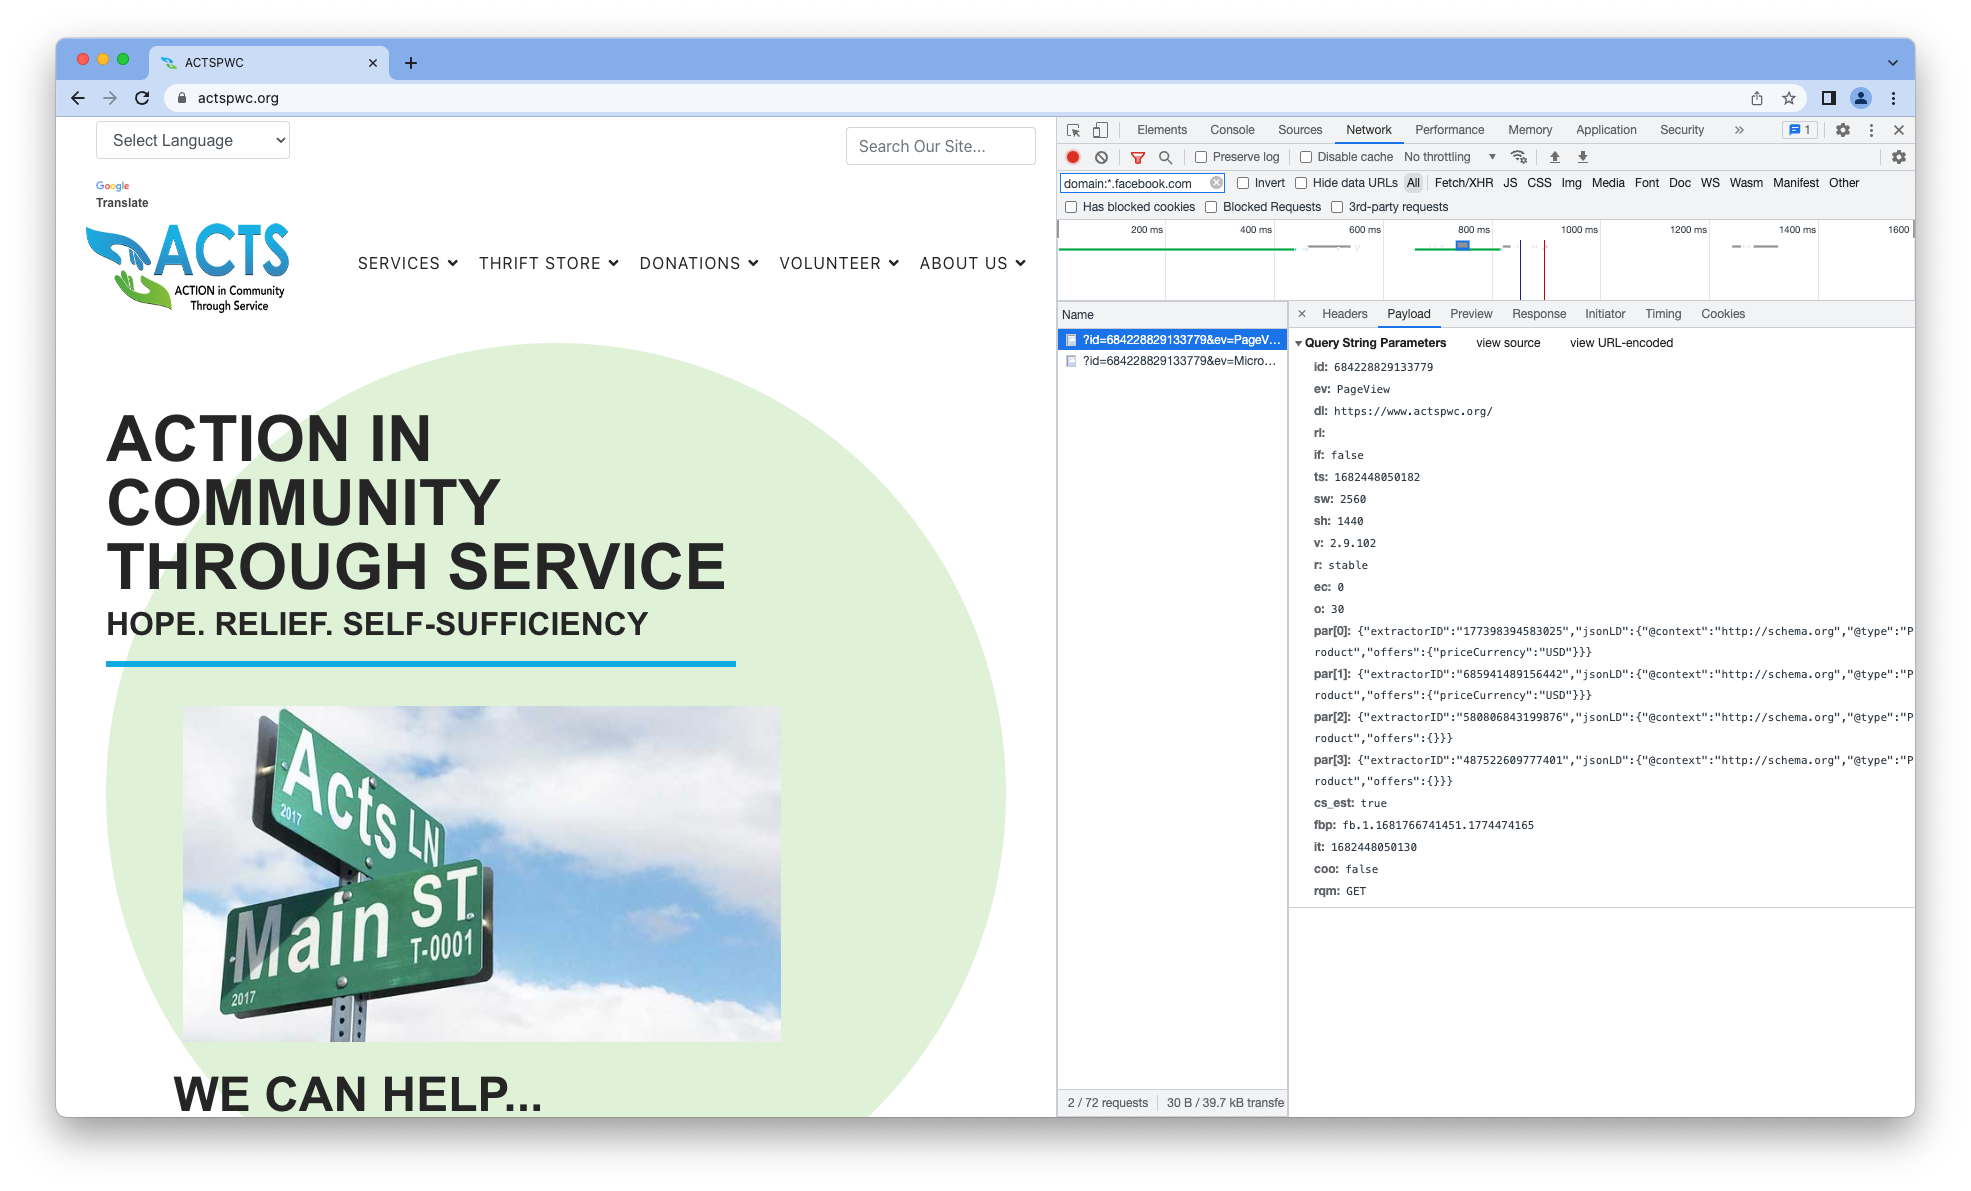 ACTSPWC
actspwc.org
Select Language
Search Our Site...
Google
Translate
ACTS
ACTION in Community
Through Service
SERVICES THRIFT STORE DONATIONS VOLUNTEER ABOUT US
ACTION IN
COMMUNITY
THROUGH SERVICE
HOPE. RELIEF. SELF-SUFFICIENCY
Acts LN
2017
Main ST
T-0001
2017
WE CAN HELP...
Elements Console Sources Network Performance Memory Application Security » 1
Preserve log Disable cache No throttling
domain:*.facebook.com Invert Hide data URLs All Fetch/XHR JS CSS Img Media Font Doc WS Wasm Manifest Other
Has blocked cookies Blocked Requests 3rd-party requests
200 ms 400 ms 600 ms 800 ms 1000 ms 1200 ms 1400 ms 1600
Name
?id=684228829133779&ev=PageV...
?id=684228829133779&ev=Micro...
2 / 72 requests 30 B / 39.7 kB transfe
Headers Payload Preview Response Initiator Timing Cookies
Query String Parameters view source view URL-encoded
id: 684228829133779
ev: PageView
dl: https://www.actspwc.org/
rl:
if: false
ts: 1682448050182
sw: 2560
sh: 1440
v: 2.9.102
r: stable
ec: 0
o: 30
par[0]: {"extractorID":"177398394583025","jsonLD":{"@context":"http://schema.org","@type":"P
roduct","offers":{"priceCurrency":"USD"}}}
par[1]: {"extractorID":"685941489156442","jsonLD":{"@context":"http://schema.org","@type":"P
roduct","offers":{"priceCurrency":"USD"}}}
par[2]: {"extractorID":"580806843199876","jsonLD":{"@context":"http://schema.org","@type":"P
roduct","offers":{}}}
par[3]: {"extractorID":"487522609777401","jsonLD":{"@context":"http://schema.org","@type":"P
roduct","offers":{}}}
cs_est: true
fbp: fb.1.1681766741451.1774474165
it: 1682448050130
coo: false
rqm: GET